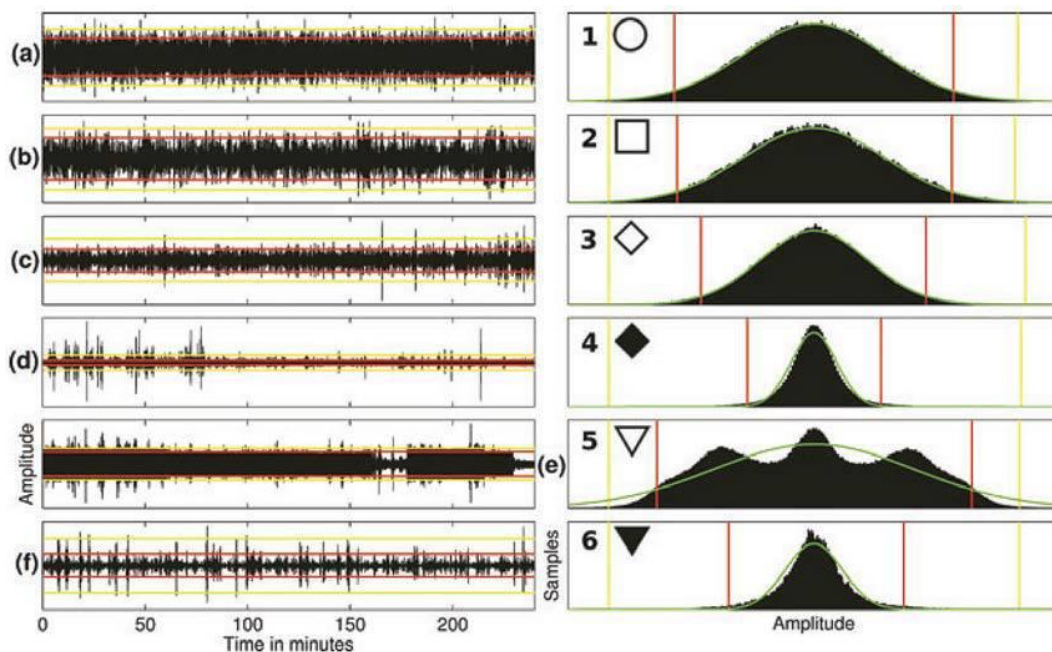 (a)
1
(b)
2
(c)
3
(d)
4
Amplitude
(e)
5
(f)
Samples
6
0 50 100 150 200
Time in minutes
Amplitude